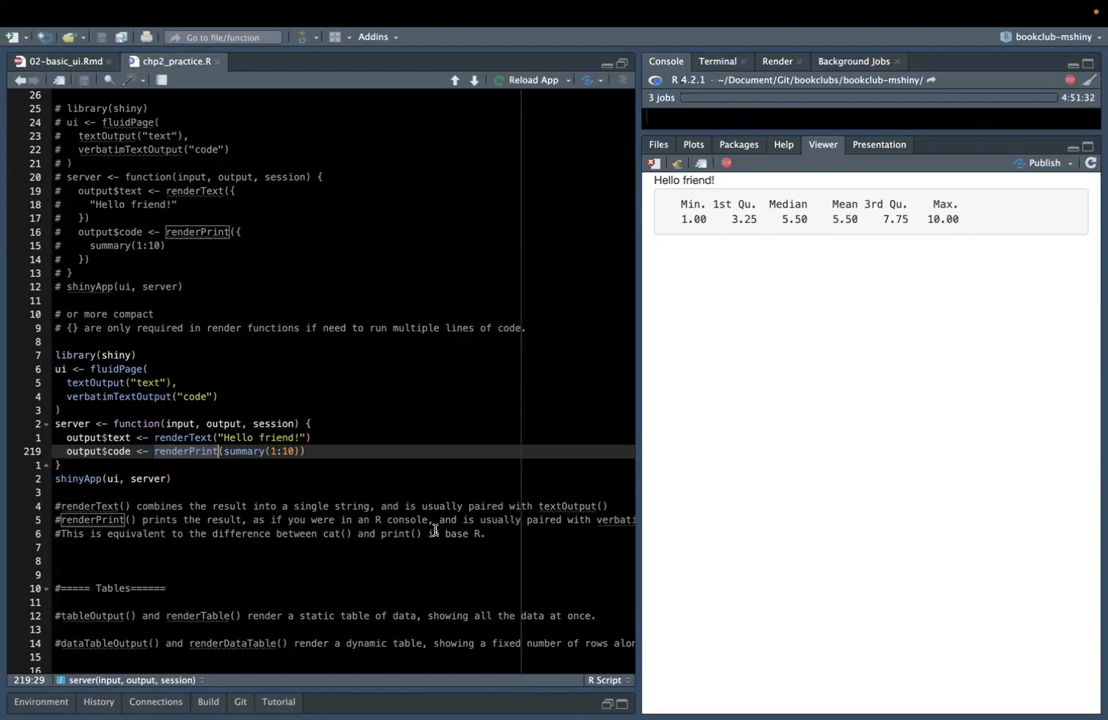 Go to file/function
Addins
bookclub-mshiny
02-basic_ui.Rmd
chp2_practice.R
Reload App
26
25 # library(shiny)
24 # ui <- fluidPage(
23 #   textOutput("text"),
22 #   verbatimTextOutput("code")
21 # )
20 # server <- function(input, output, session) {
19 #   output$text <- renderText({
18 #     "Hello friend!"
17 #   })
16 #   output$code <- renderPrint({
15 #     summary(1:10)
14 #   })
13 # }
12 # shinyApp(ui, server)
11
10 # or more compact
9 # {} are only required in render functions if need to run multiple lines of code.
8
7 library(shiny)
6 ui <- fluidPage(
5   textOutput("text"),
4   verbatimTextOutput("code")
3 )
2 server <- function(input, output, session) {
1   output$text <- renderText("Hello friend!")
219   output$code <- renderPrint(summary(1:10))
1 }
2 shinyApp(ui, server)
3
4 #renderText() combines the result into a single string, and is usually paired with textOutput()
5 #renderPrint() prints the result, as if you were in an R console, and is usually paired with verbati
6 #This is equivalent to the difference between cat() and print() in base R.
7
8
9
10 #===== Tables======
11
12 #tableOutput() and renderTable() render a static table of data, showing all the data at once.
13
14 #dataTableOutput() and renderDataTable() render a dynamic table, showing a fixed number of rows alon
15
16
219:29 server(input, output, session) R Script
Environment History Connections Build Git Tutorial
Console Terminal Render Background Jobs
R 4.2.1 · ~/Document/Git/bookclubs/bookclub-mshiny/
3 jobs 4:51:32
Files Plots Packages Help Viewer Presentation
Publish
Hello friend!
Min. 1st Qu. Median Mean 3rd Qu. Max.
1.00 3.25 5.50 5.50 7.75 10.00